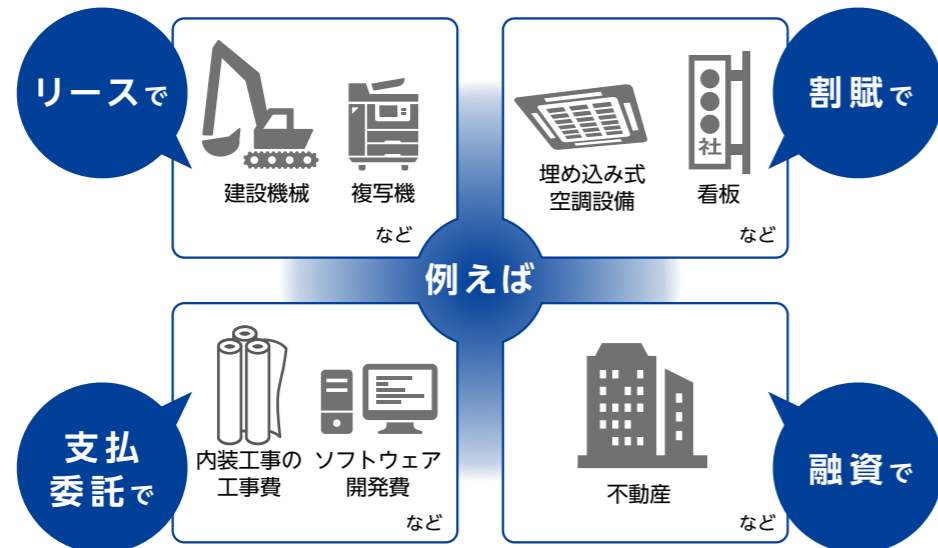 リースで
建設機械
複写機
など
割賦で
社
埋め込み式
空調設備
看板
など
例えば
支払
委託で
内装工事の
工事費
ソフトウェア
開発費
など
融資で
不動産
など